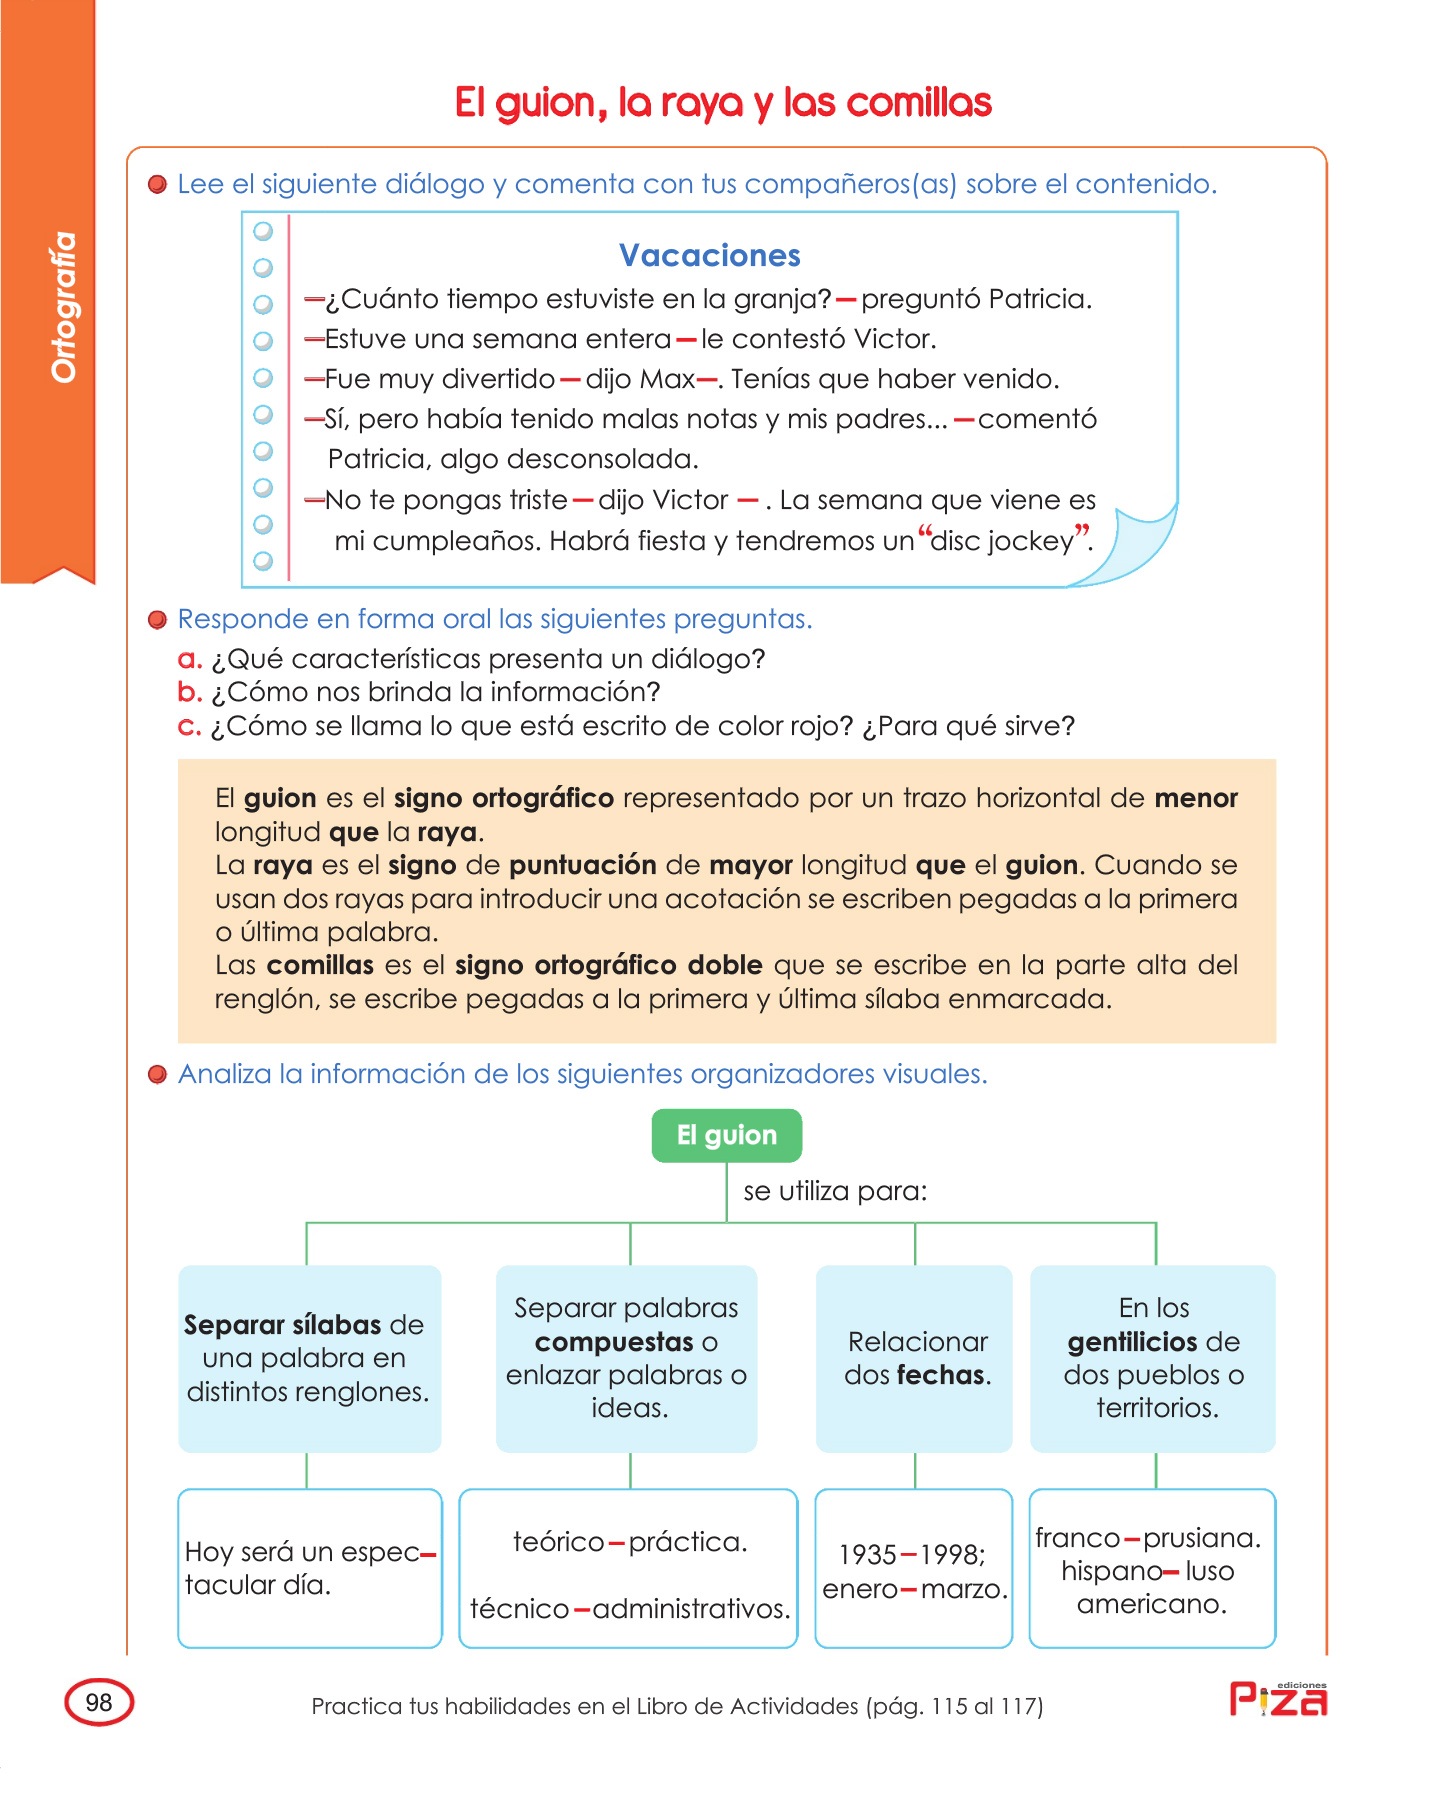 El guion, la raya y las comillas
Ortografía
Lee el siguiente diálogo y comenta con tus compañeros(as) sobre el contenido.
Vacaciones
—¿Cuánto tiempo estuviste en la granja?— preguntó Patricia.
—Estuve una semana entera — le contestó Victor.
—Fue muy divertido — dijo Max—. Tenías que haber venido.
—Sí, pero había tenido malas notas y mis padres... — comentó
Patricia, algo desconsolada.
—No te pongas triste — dijo Victor — . La semana que viene es
mi cumpleaños. Habrá fiesta y tendremos un “disc jockey”.
Responde en forma oral las siguientes preguntas.
a. ¿Qué características presenta un diálogo?
b. ¿Cómo nos brinda la información?
c. ¿Cómo se llama lo que está escrito de color rojo? ¿Para qué sirve?
El guion es el signo ortográfico representado por un trazo horizontal de menor
longitud que la raya.
La raya es el signo de puntuación de mayor longitud que el guion. Cuando se
usan dos rayas para introducir una acotación se escriben pegadas a la primera
o última palabra.
Las comillas es el signo ortográfico doble que se escribe en la parte alta del
renglón, se escribe pegadas a la primera y última sílaba enmarcada.
Analiza la información de los siguientes organizadores visuales.
El guion
se utiliza para:
Separar sílabas de
una palabra en
distintos renglones.
Separar palabras
compuestas o
enlazar palabras o
ideas.
Relacionar
dos fechas.
En los
gentilicios de
dos pueblos o
territorios.
Hoy será un espec-
tacular día.
teórico – práctica.
técnico – administrativos.
1935 – 1998;
enero – marzo.
franco – prusiana.
hispano– luso
americano.
98
Practica tus habilidades en el Libro de Actividades (pág. 115 al 117)
ediciones
Piza